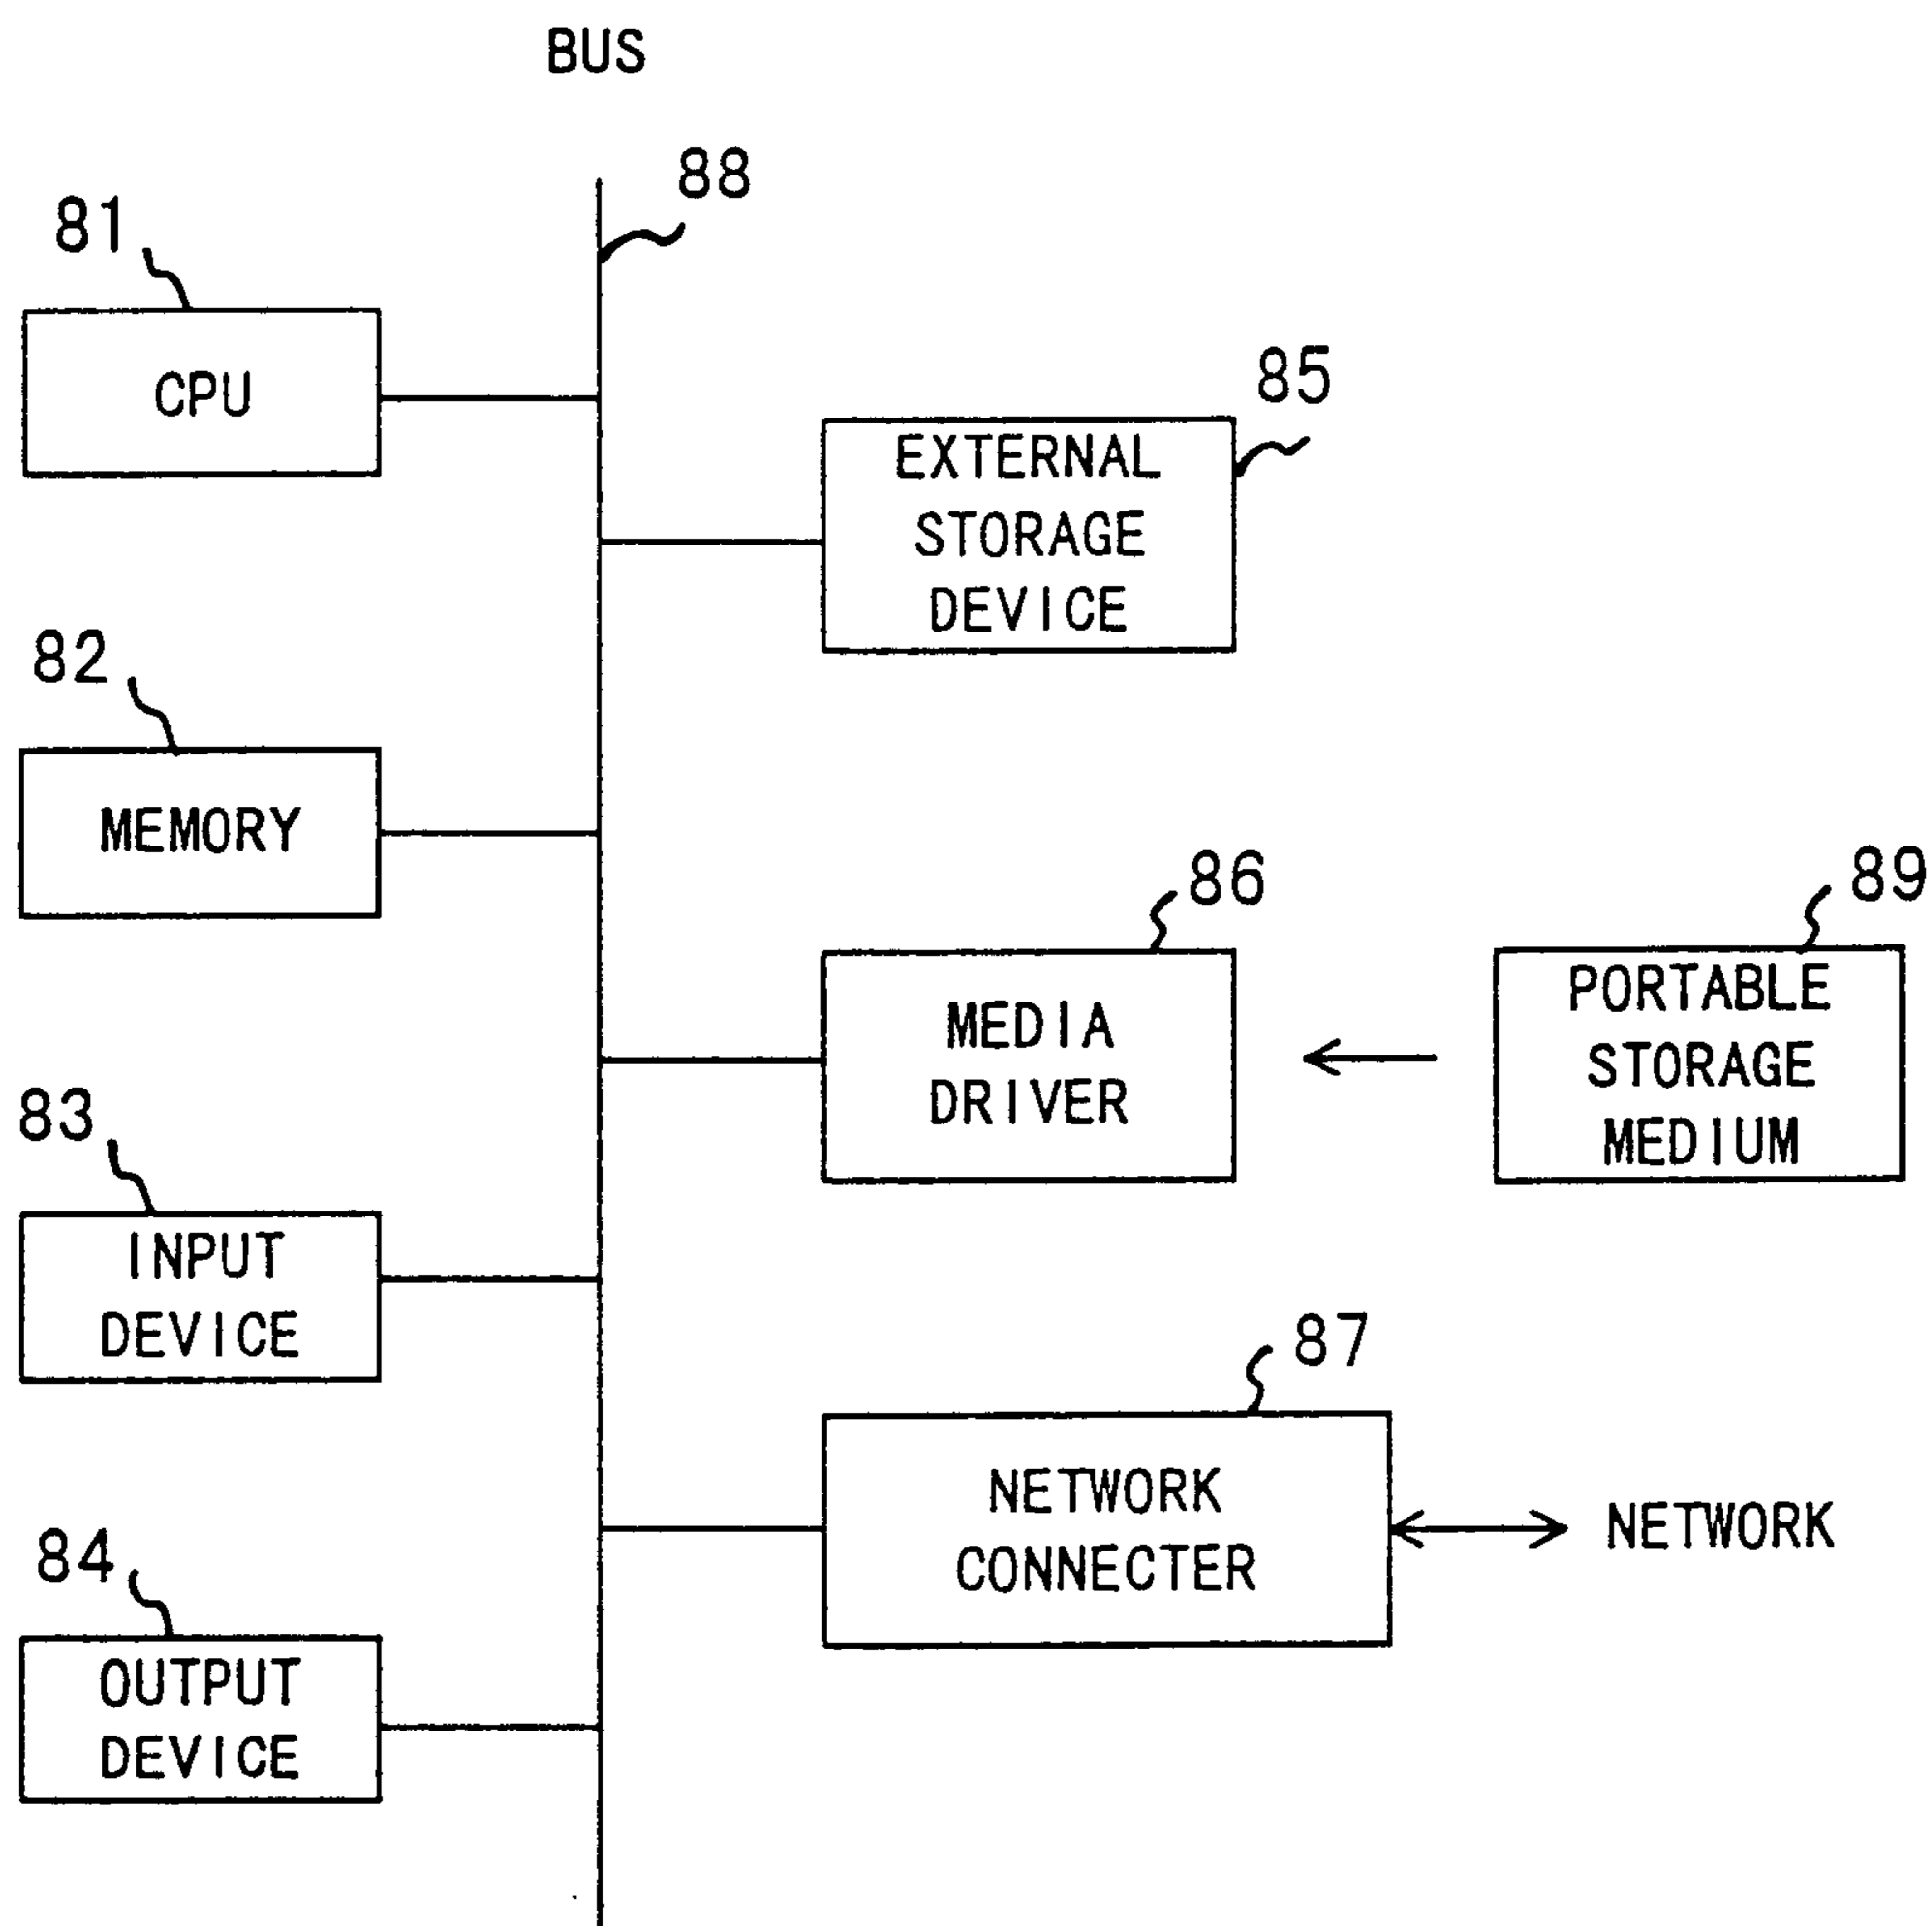 BUS
88
81
CPU
85
EXTERNAL
STORAGE
DEVICE
82
MEMORY
86
MEDIA
DRIVER
89
PORTABLE
STORAGE
MEDIUM
83
INPUT
DEVICE
87
NETWORK
CONNECTER
NETWORK
84
OUTPUT
DEVICE